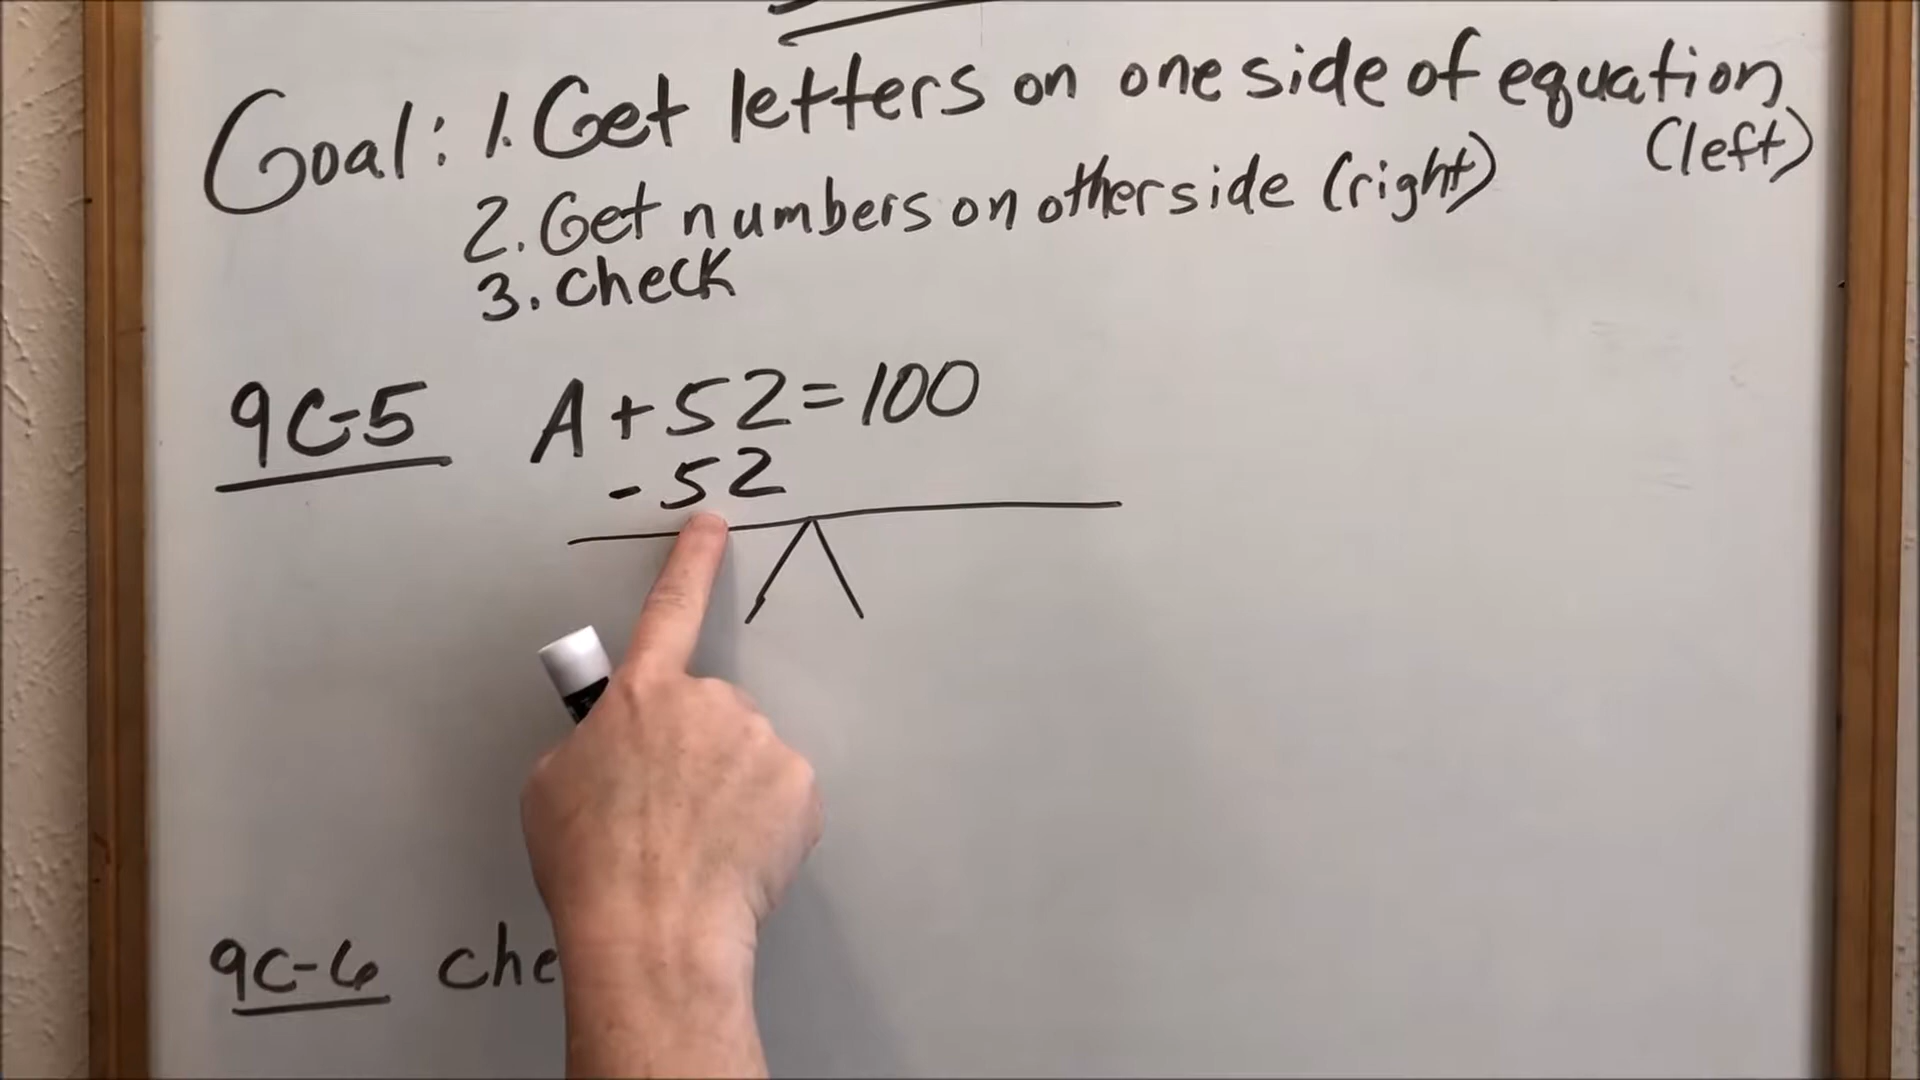 Goal: 1. Get letters on one side of equation
(left)
2. Get numbers on other side (right)
3. check
9C-5 A + 52 = 100
- 52
9C-6 che